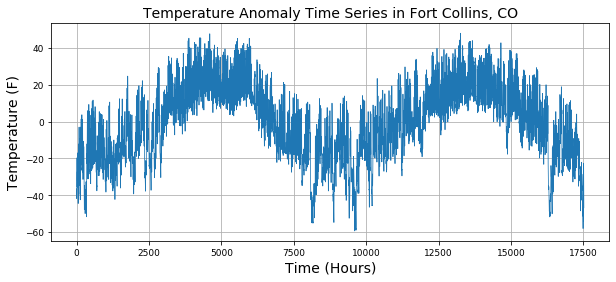 Temperature Anomaly Time Series in Fort Collins, CO
Temperature (F)
40
20
0
−20
−40
−60
0 2500 5000 7500 10000 12500 15000 17500
Time (Hours)